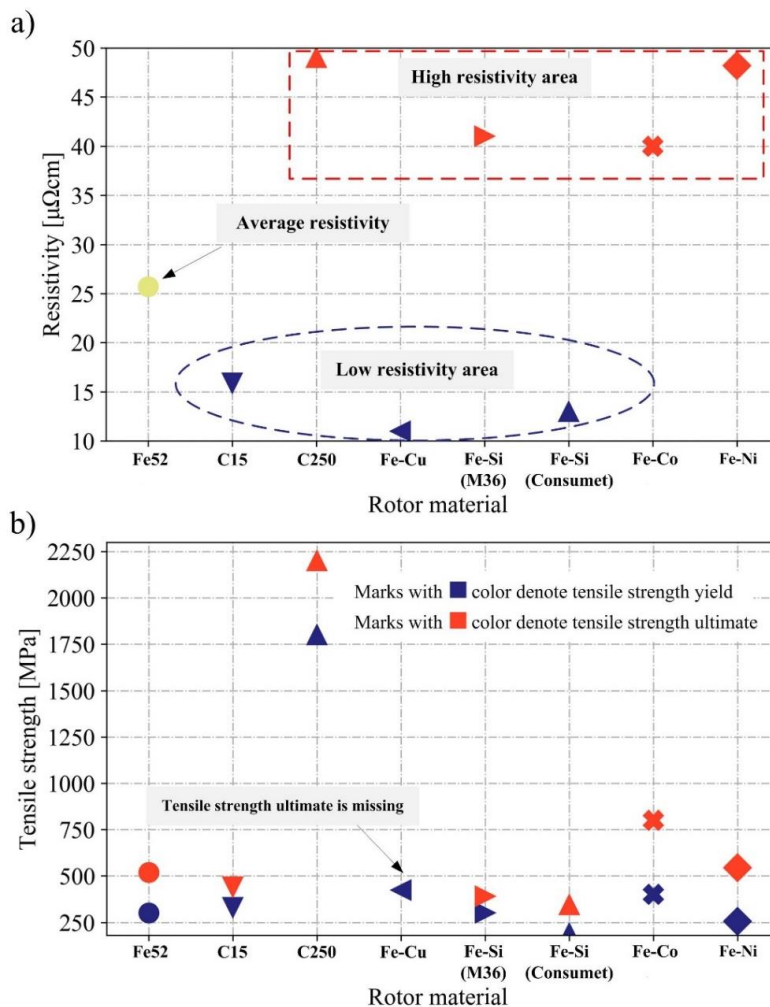 a)
50
45
40
35
30
25
20
15
10
Resistivity [μΩcm]
High resistivity area
Average resistivity
Low resistivity area
Fe52 C15 C250 Fe-Cu Fe-Si Fe-Si Fe-Co Fe-Ni
(M36) (Consumet)
Rotor material
b)
2250
2000
1750
1500
1250
1000
750
500
250
Tensile strength [MPa]
Marks with color denote tensile strength yield
Marks with color denote tensile strength ultimate
Tensile strength ultimate is missing
Fe52 C15 C250 Fe-Cu Fe-Si Fe-Si Fe-Co Fe-Ni
(M36) (Consumet)
Rotor material